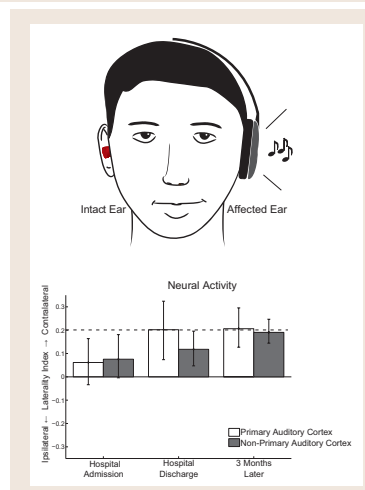 Intact Ear
Affected Ear
Neural Activity
Ipsilateral ← Laterality Index → Contralateral
0.3
0.2
0.1
0
−0.1
−0.2
−0.3
Primary Auditory Cortex
Non-Primary Auditory Cortex
Hospital
Admission
Hospital
Discharge
3 Months
Later